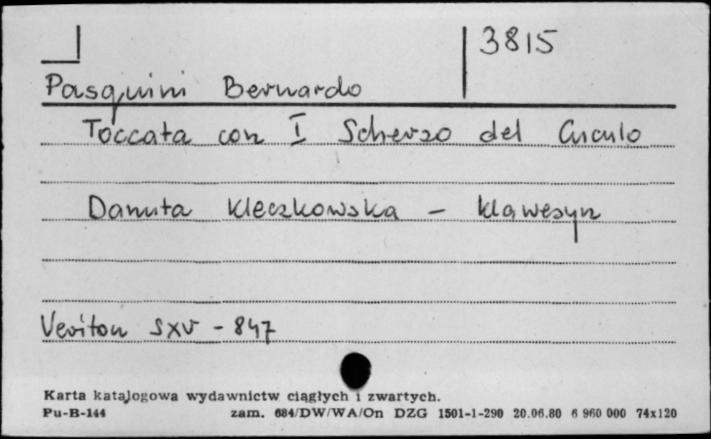 3815
Pasquini Bernardo
Toccata con I Scherzo del Cuculo
Danuta Kleczkowska - klawesyn
Veriton SXV - 847
Karta katalogowa wydawnictw ciągłych i zwartych.
Pu-B-144 zam. 684/DW/WA/On DZG 1501-1-290 20.06.80 6 960 000 74x120